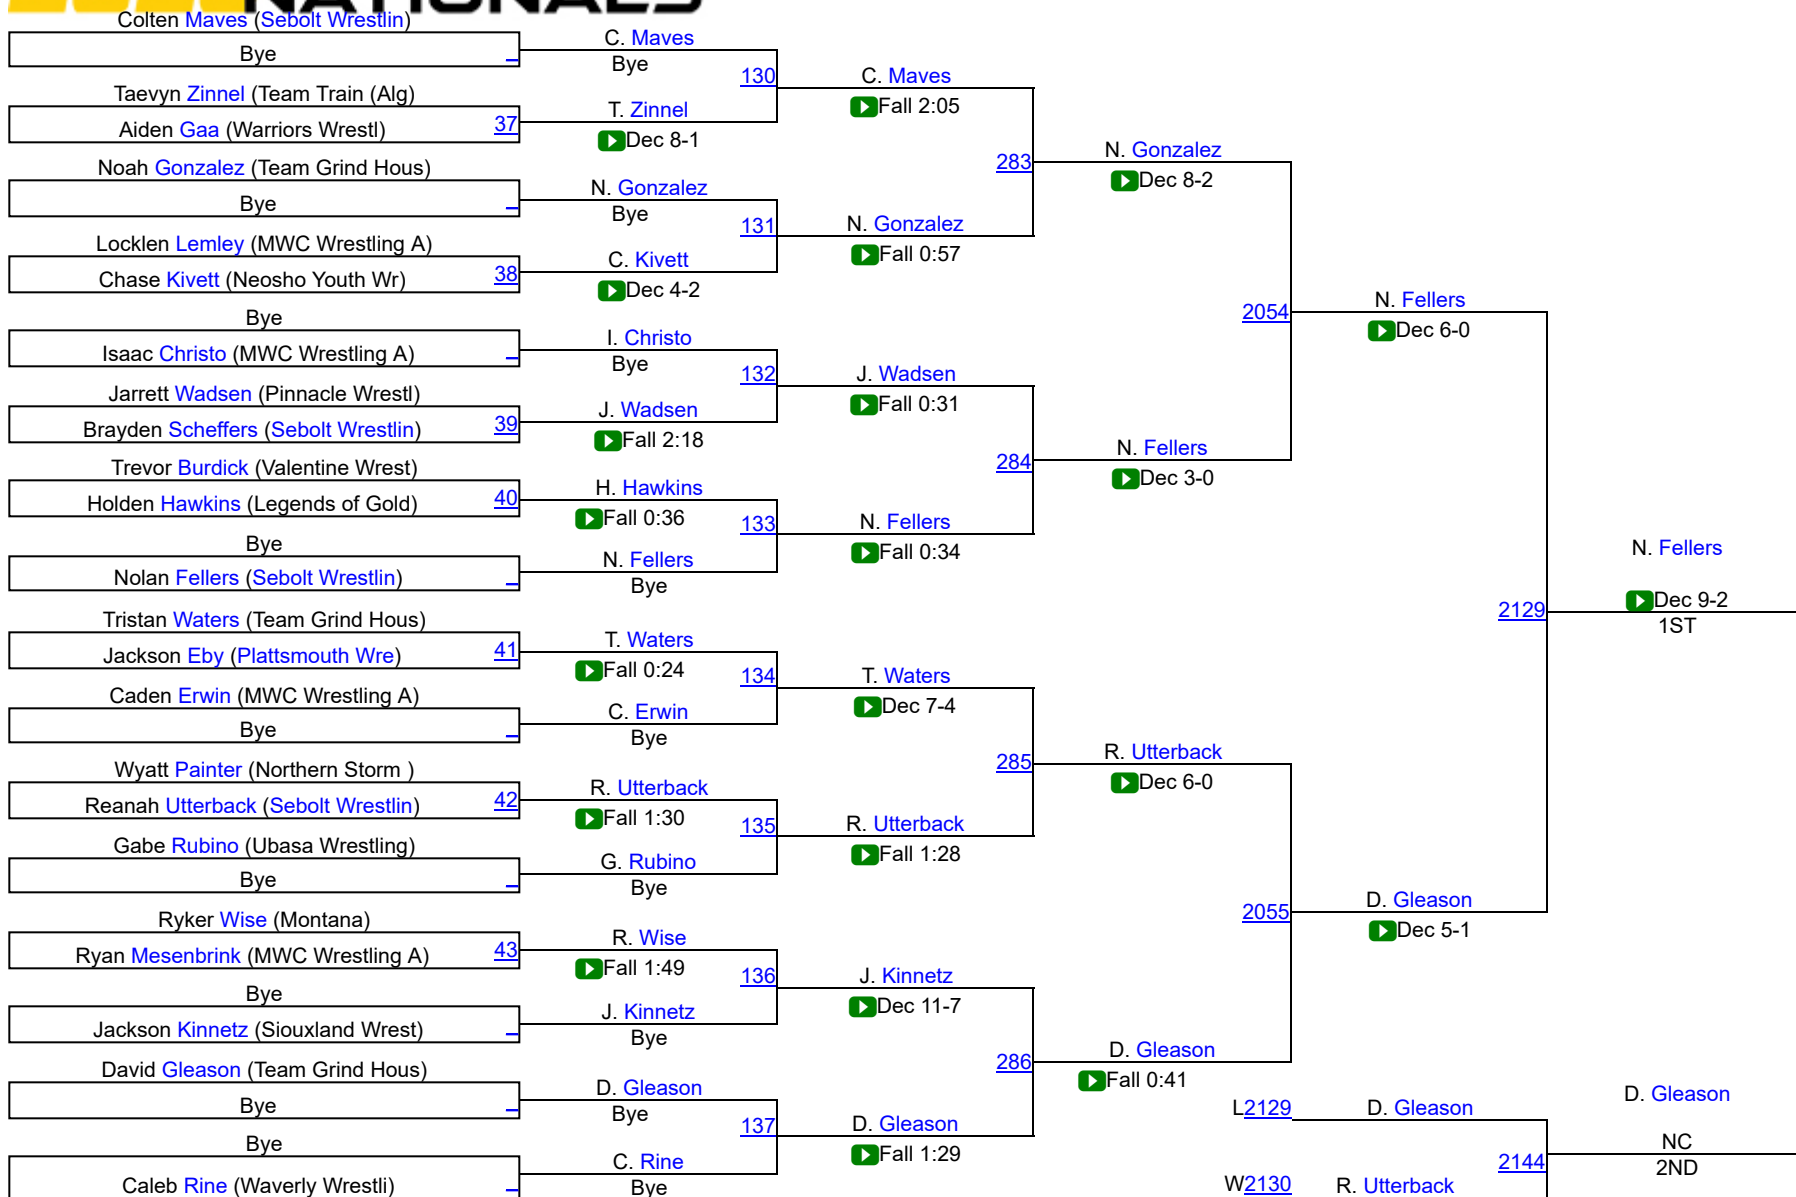 NATIONALS
Colten Maves (Sebolt Wrestlin)
Bye
Taevyn Zinnel (Team Train (Alg)
Aiden Gaa (Warriors Wrestl)
37
Noah Gonzalez (Team Grind Hous)
Bye
Locklen Lemley (MWC Wrestling A)
Chase Kivett (Neosho Youth Wr)
38
Bye
Isaac Christo (MWC Wrestling A)
Jarrett Wadsen (Pinnacle Wrestl)
Brayden Scheffers (Sebolt Wrestlin)
39
Trevor Burdick (Valentine Wrest)
Holden Hawkins (Legends of Gold)
40
Bye
Nolan Fellers (Sebolt Wrestlin)
Tristan Waters (Team Grind Hous)
Jackson Eby (Plattsmouth Wre)
41
Caden Erwin (MWC Wrestling A)
Bye
Wyatt Painter (Northern Storm )
Reanah Utterback (Sebolt Wrestlin)
42
Gabe Rubino (Ubasa Wrestling)
Bye
Ryker Wise (Montana)
Ryan Mesenbrink (MWC Wrestling A)
43
Bye
Jackson Kinnetz (Siouxland Wrest)
David Gleason (Team Grind Hous)
Bye
Bye
Caleb Rine (Waverly Wrestli)
C. Maves
Bye
130
T. Zinnel
Dec 8-1
N. Gonzalez
Bye
131
C. Kivett
Dec 4-2
I. Christo
Bye
132
J. Wadsen
Fall 2:18
H. Hawkins
Fall 0:36
133
N. Fellers
Bye
T. Waters
Fall 0:24
134
C. Erwin
Bye
R. Utterback
Fall 1:30
135
G. Rubino
Bye
R. Wise
Fall 1:49
136
J. Kinnetz
Bye
D. Gleason
Bye
137
C. Rine
Bye
C. Maves
Fall 2:05
283
N. Gonzalez
Fall 0:57
J. Wadsen
Fall 0:31
284
N. Fellers
Fall 0:34
T. Waters
Dec 7-4
285
R. Utterback
Fall 1:28
J. Kinnetz
Dec 11-7
286
D. Gleason
Fall 1:29
N. Gonzalez
Dec 8-2
2054
N. Fellers
Dec 3-0
R. Utterback
Dec 6-0
2055
D. Gleason
Fall 0:41
N. Fellers
Dec 6-0
2129
D. Gleason
Dec 5-1
N. Fellers
Dec 9-2
1ST
L2129
D. Gleason
2144
W2130
R. Utterback
D. Gleason
NC
2ND